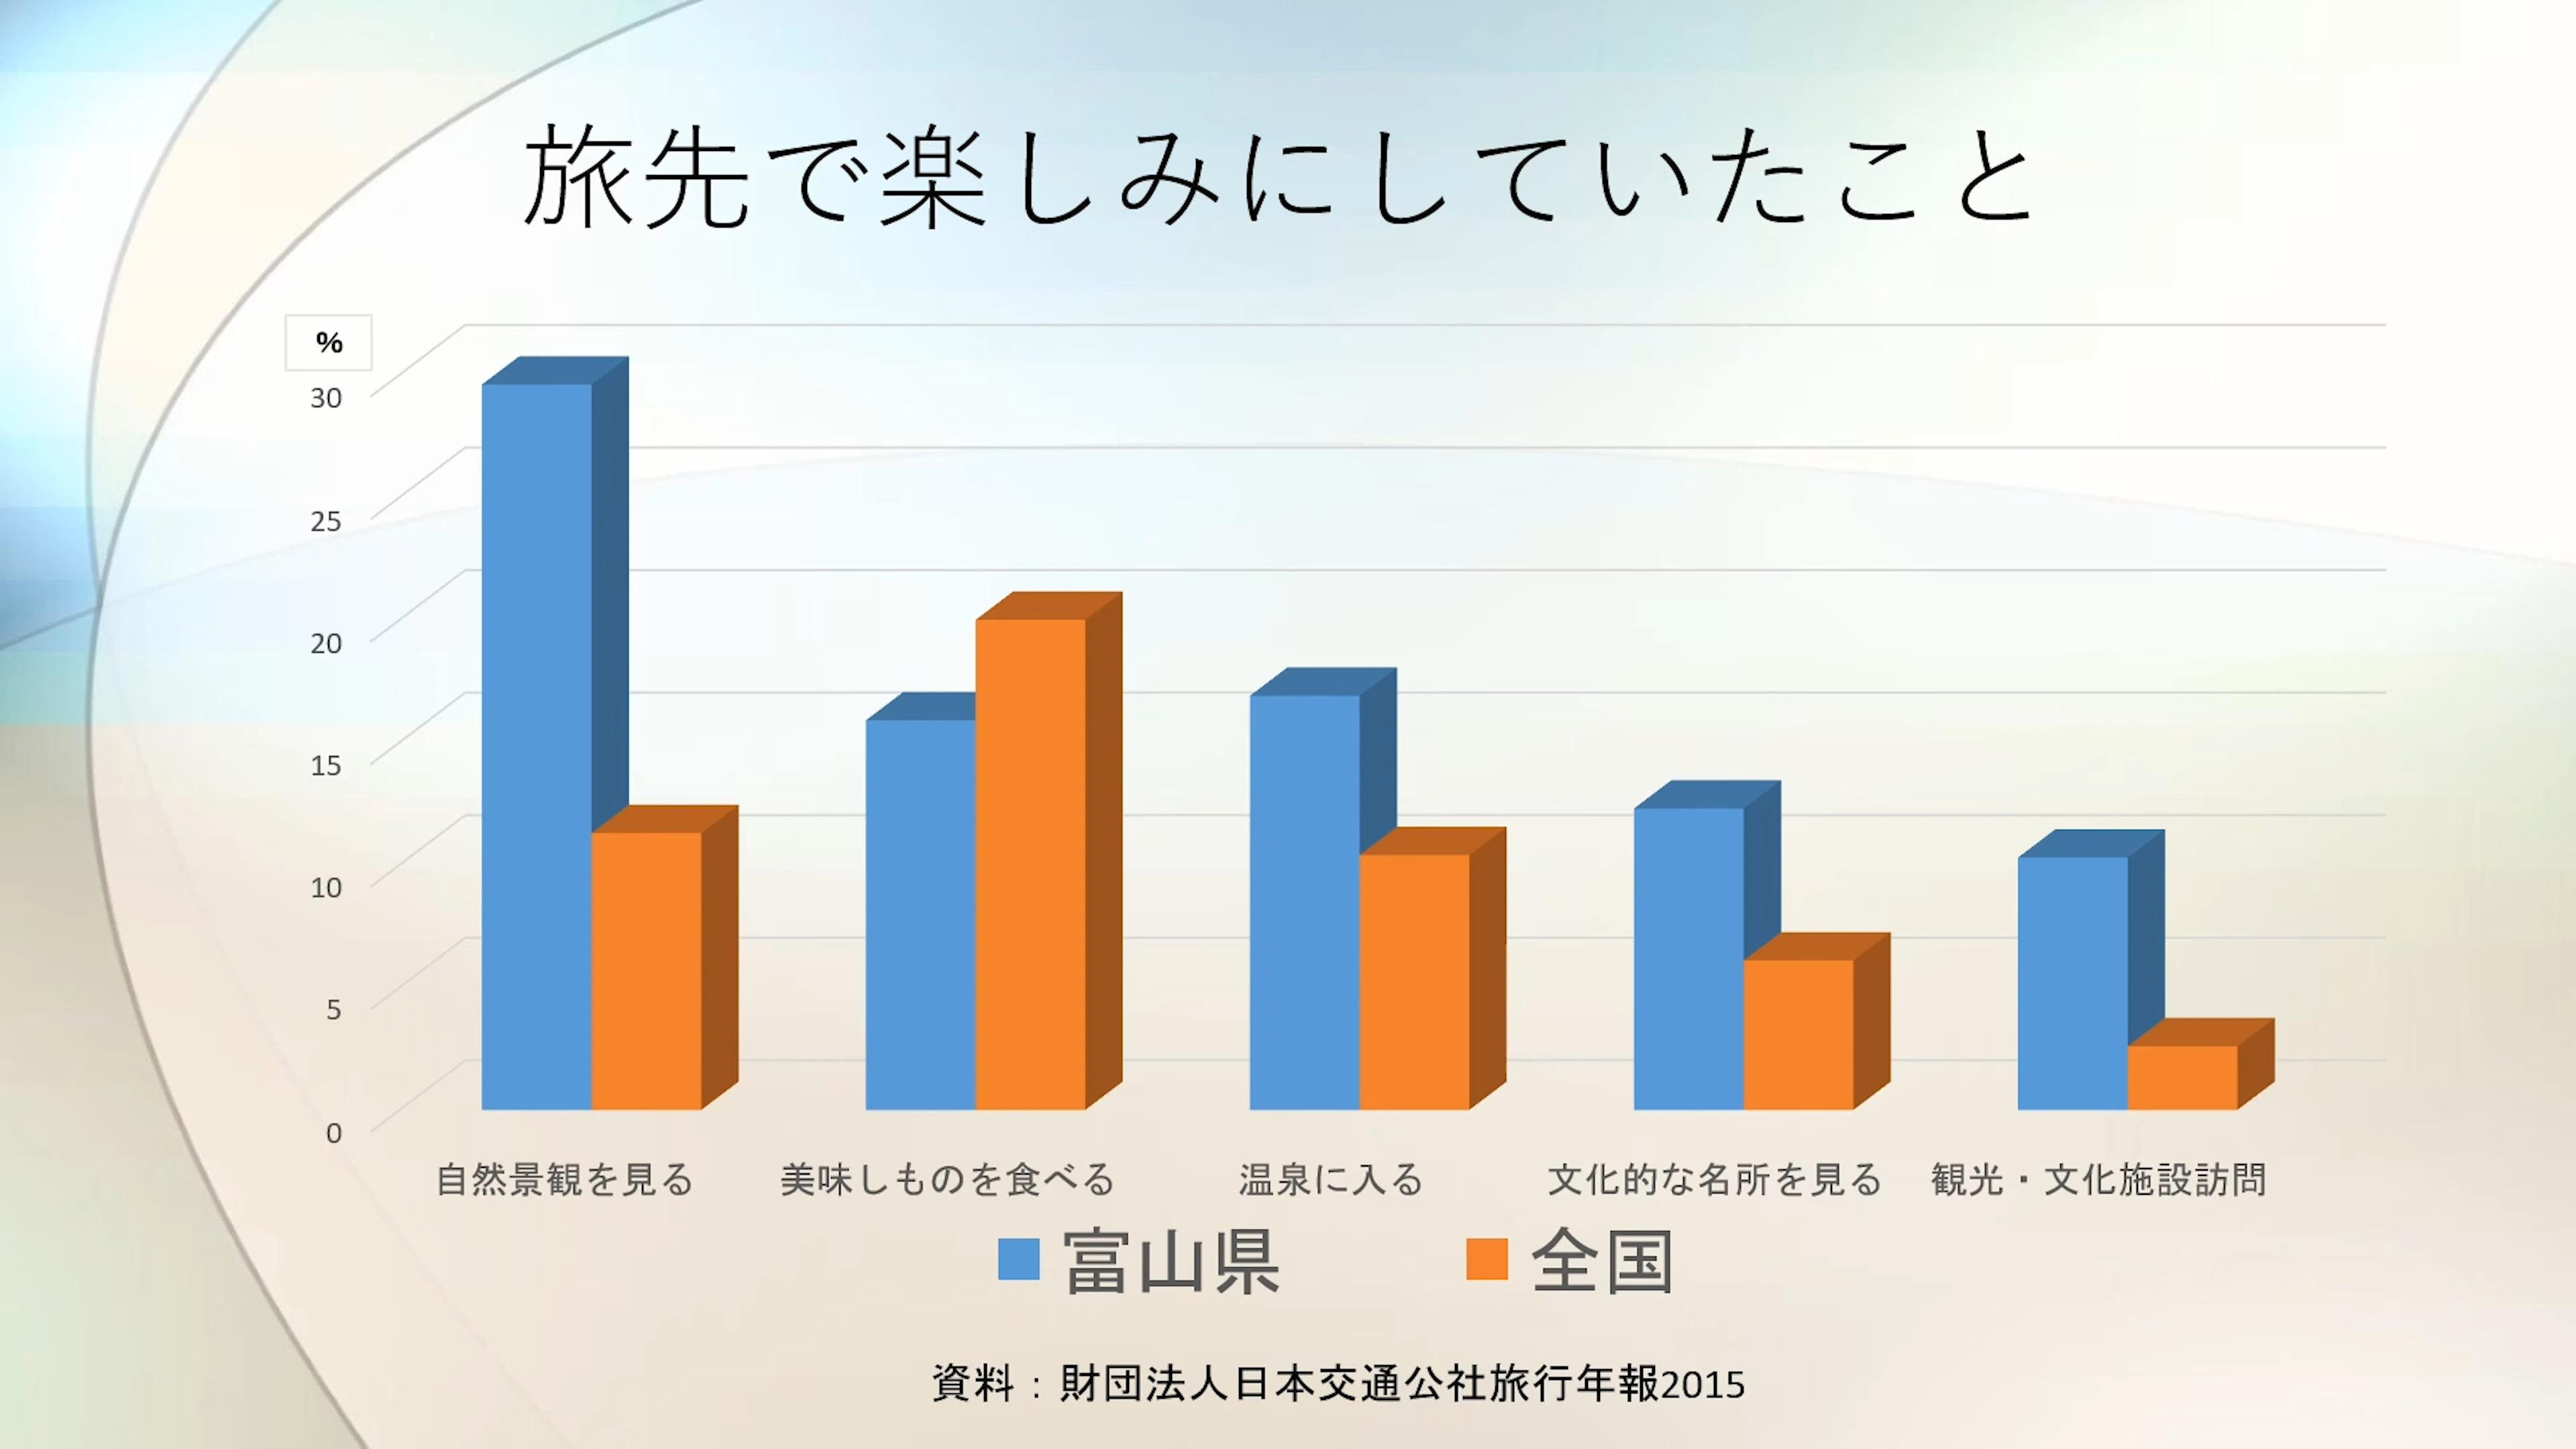 旅先で楽しみにしていたこと
%
30
25
20
15
10
5
0
自然景観を見る 美味しものを食べる 温泉に入る 文化的な名所を見る 観光・文化施設訪問
富山県 全国
資料：財団法人日本交通公社旅行年報2015